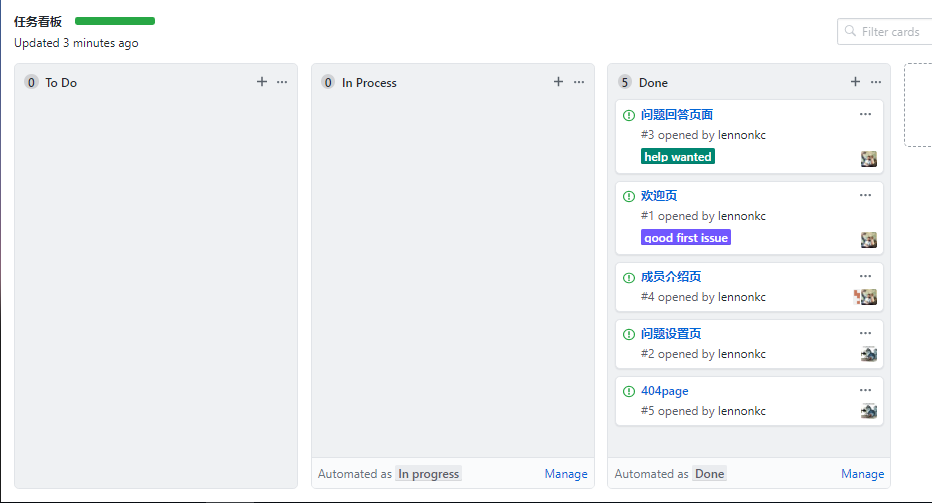 任务看板
Updated 3 minutes ago
Filter cards
0 To Do
0 In Process
Automated as In progress Manage
5 Done
问题回答页面
#3 opened by lennonkc
help wanted
欢迎页
#1 opened by lennonkc
good first issue
成员介绍页
#4 opened by lennonkc
问题设置页
#2 opened by lennonkc
404page
#5 opened by lennonkc
Automated as Done Manage